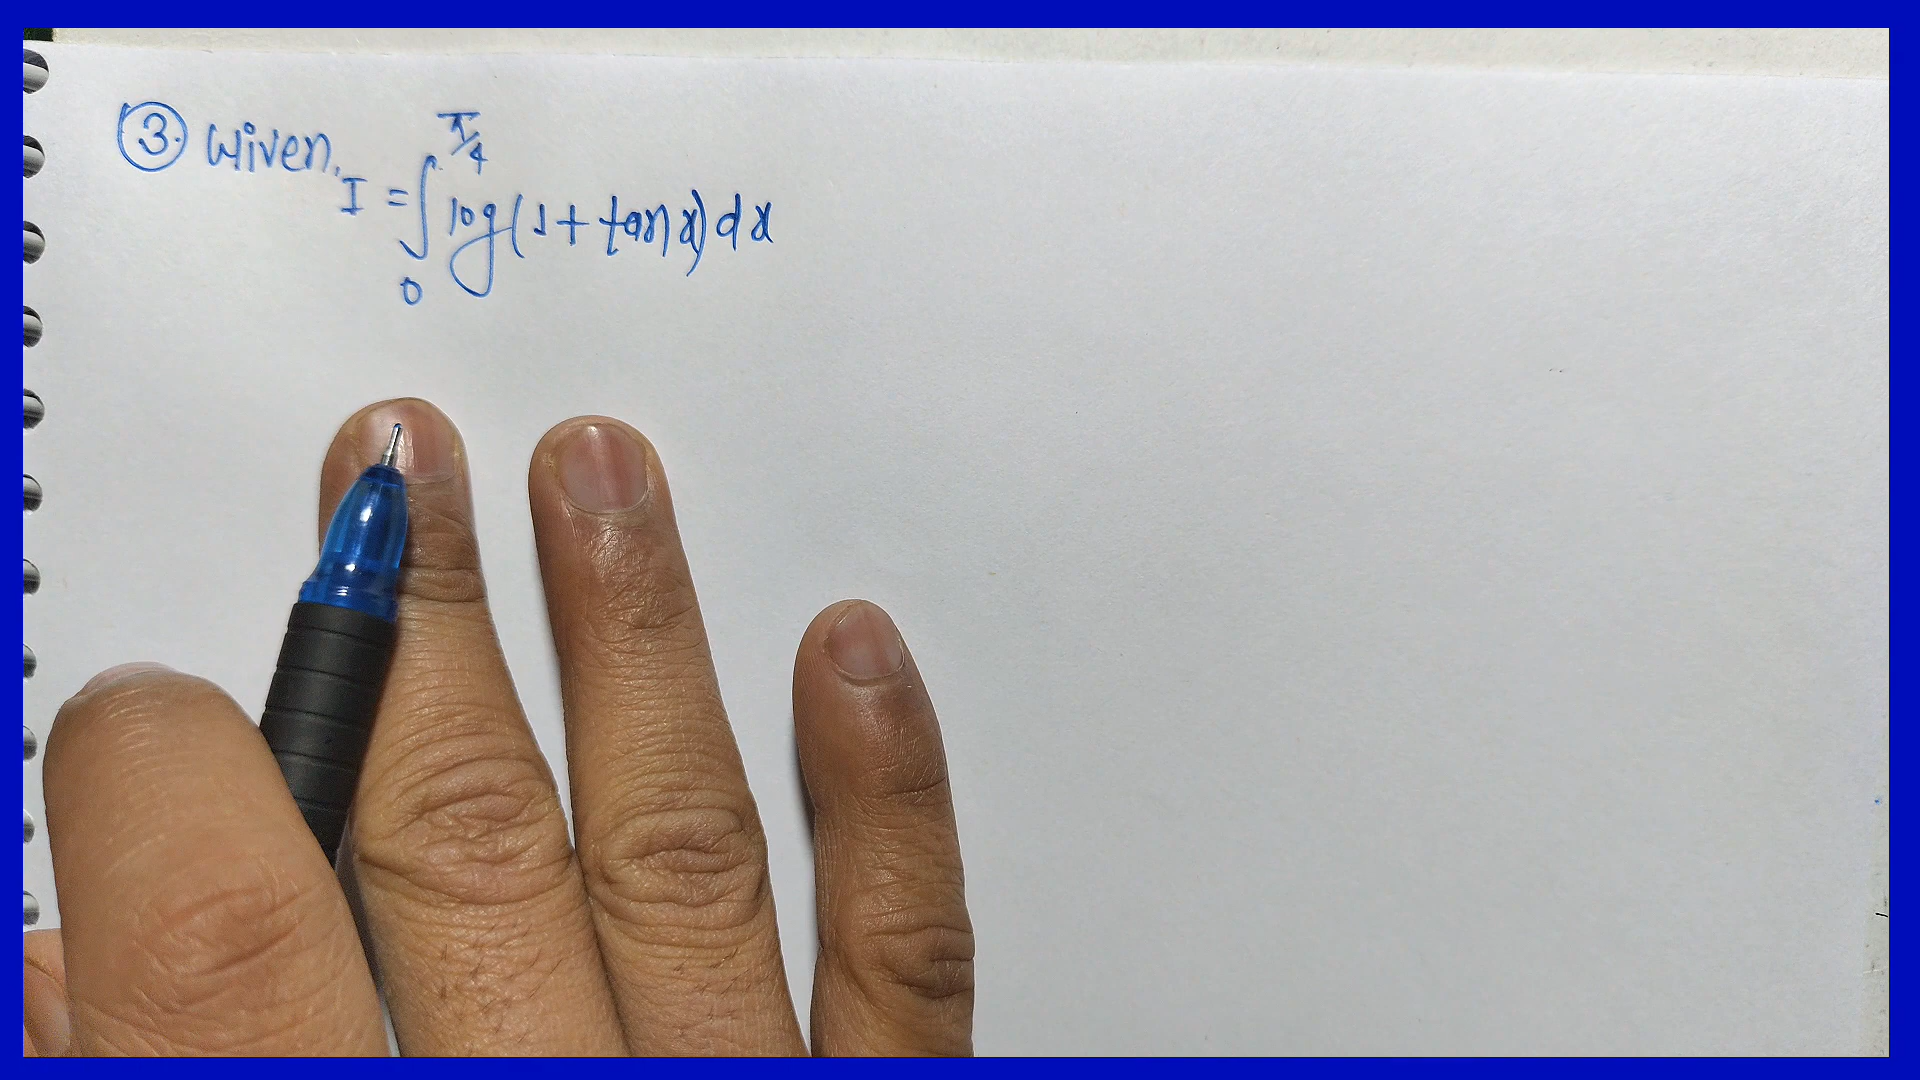 ③ Given,
I = ∫₀^{π/4} log(1 + tan x) dx